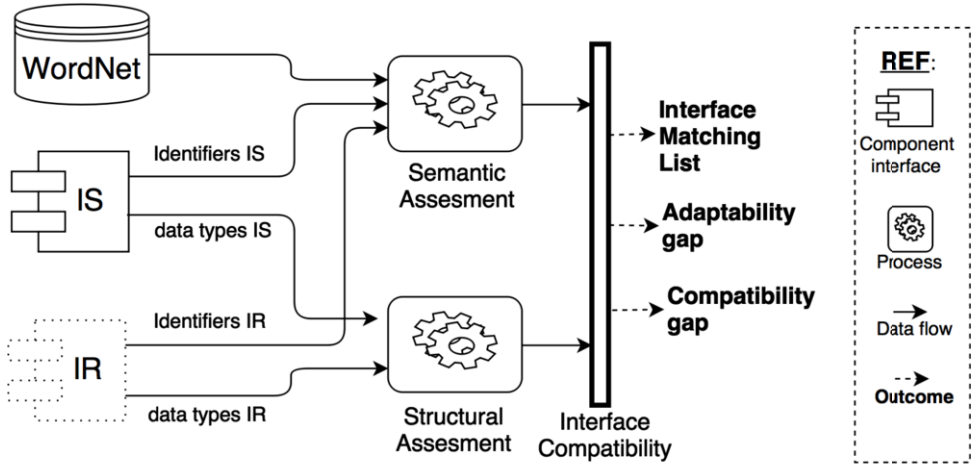 WordNet
Identifiers IS
IS
data types IS
Identifiers IR
IR
data types IR
Semantic
Assesment
Structural
Assesment
Interface
Compatibility
Interface
Matching
List
Adaptability
gap
Compatibility
gap
REF:
Component
interface
Process
Data flow
Outcome